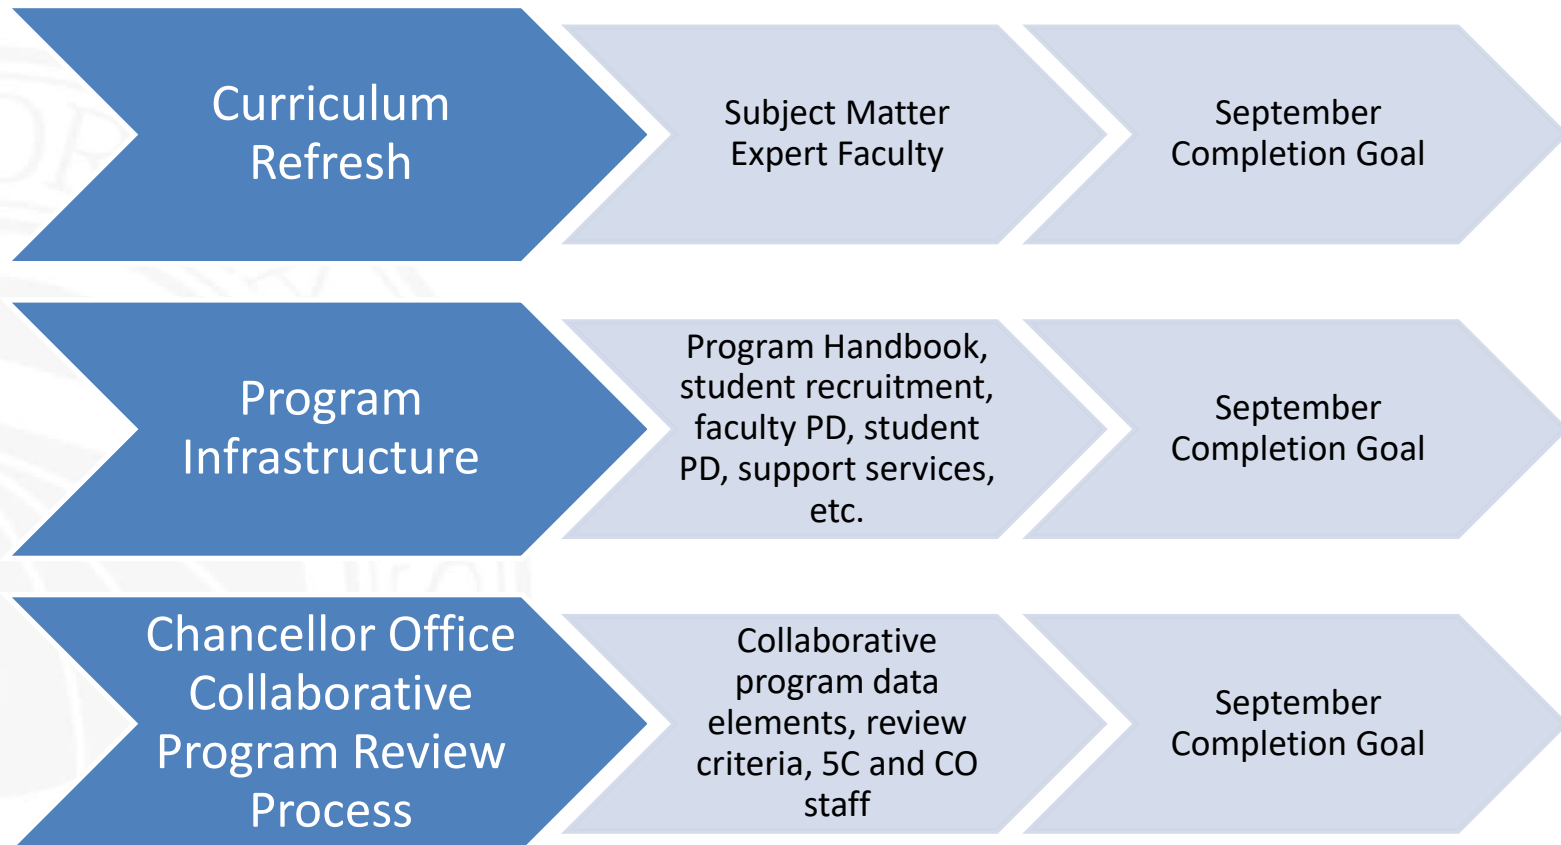 Curriculum
Refresh
Subject Matter
Expert Faculty
September
Completion Goal
Program
Infrastructure
Program Handbook,
student recruitment,
faculty PD, student
PD, support services,
etc.
September
Completion Goal
Chancellor Office
Collaborative
Program Review
Process
Collaborative
program data
elements, review
criteria, 5C and CO
staff
September
Completion Goal